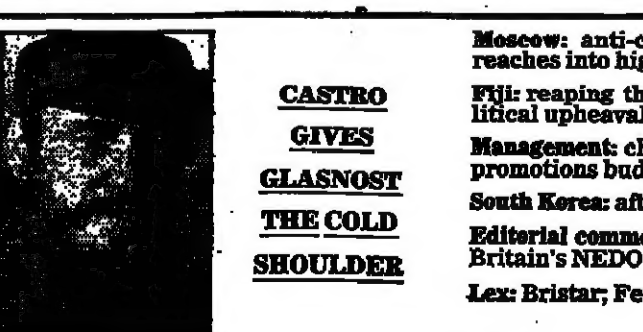 CASTRO
GIVES
GLASNOST
THE COLD
SHOULDER
Moscow: anti-c
reaches into hig
Fiji: reaping th
litical upheaval
Management: cl
promotions bud
South Korea: aft
Editorial comme
Britain's NEDO
Lex: Bristar; Fe